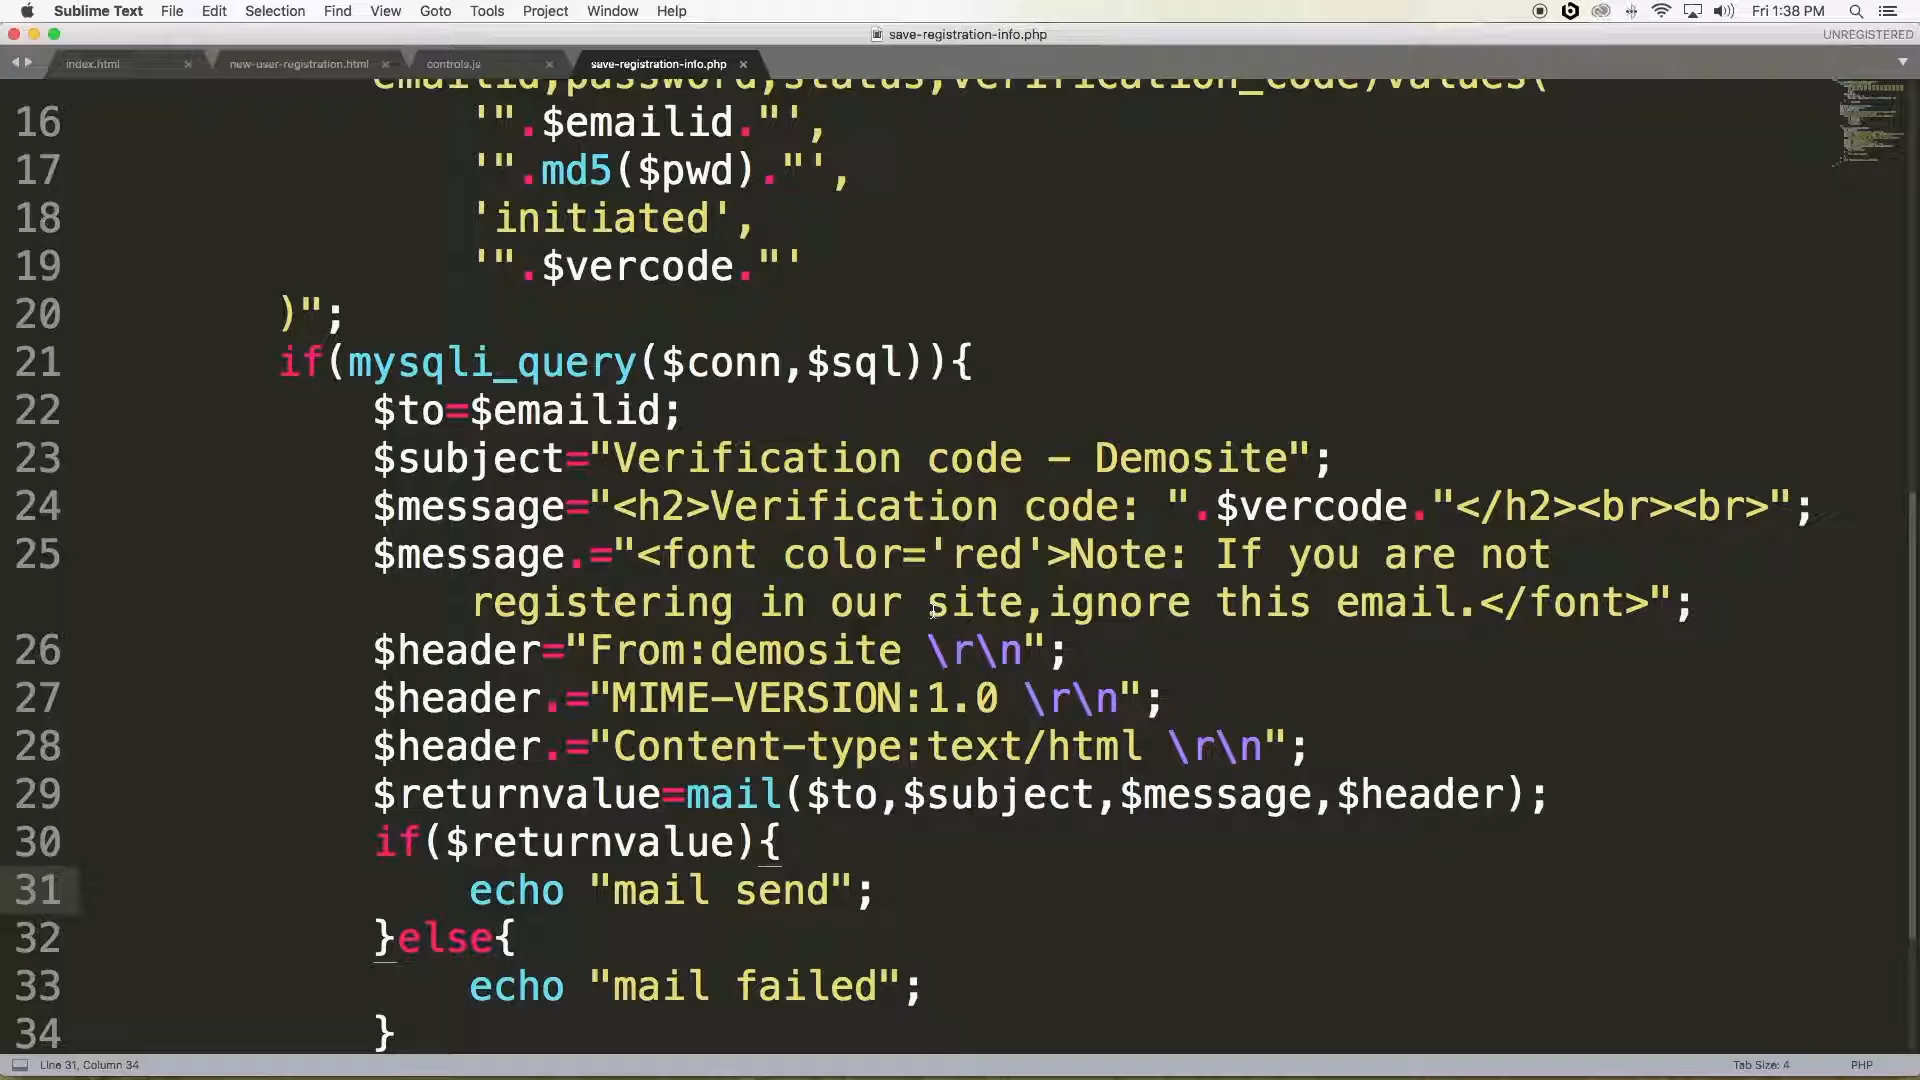 Sublime Text File Edit Selection Find View Goto Tools Project Window Help Fri 1:38 PM
save-registration-info.php UNREGISTERED
index.html new-user-registration.html controls.js save-registration-info.php
emailid,password,status,verification_code)values(
16 '".$emailid."',
17 '".md5($pwd)."',
18 'initiated',
19 '".$vercode."'
20 )";
21 if(mysqli_query($conn,$sql)){
22 $to=$emailid;
23 $subject="Verification code - Demosite";
24 $message="<h2>Verification code: ".$vercode."</h2><br><br>";
25 $message.="<font color='red'>Note: If you are not
registering in our site,ignore this email.</font>";
26 $header="From:demosite \r\n";
27 $header.="MIME-VERSION:1.0 \r\n";
28 $header.="Content-type:text/html \r\n";
29 $returnvalue=mail($to,$subject,$message,$header);
30 if($returnvalue){
31 echo "mail send";
32 }else{
33 echo "mail failed";
34 }
Line 31, Column 34 Tab Size: 4 PHP